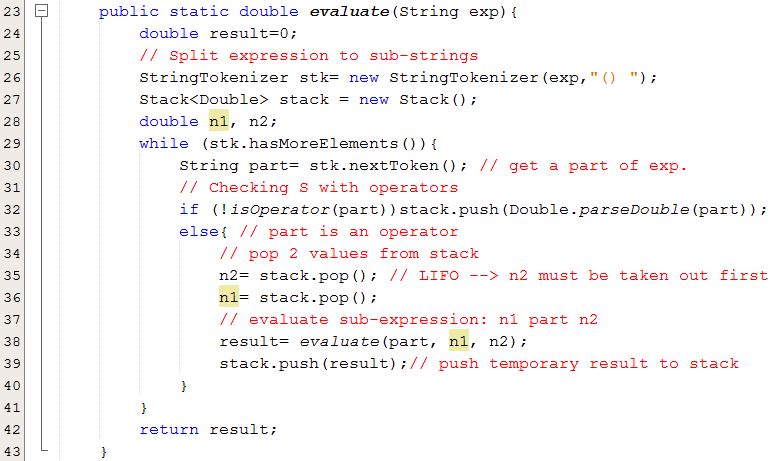 23 public static double evaluate(String exp){
24 double result=0;
25 // Split expression to sub-strings
26 StringTokenizer stk= new StringTokenizer(exp,"() ");
27 Stack<Double> stack = new Stack();
28 double n1, n2;
29 while (stk.hasMoreElements()){
30 String part= stk.nextToken(); // get a part of exp.
31 // Checking S with operators
32 if (!isOperator(part))stack.push(Double.parseDouble(part));
33 else{ // part is an operator
34 // pop 2 values from stack
35 n2= stack.pop(); // LIFO --> n2 must be taken out first
36 n1= stack.pop();
37 // evaluate sub-expression: n1 part n2
38 result= evaluate(part, n1, n2);
39 stack.push(result);// push temporary result to stack
40 }
41 }
42 return result;
43 }